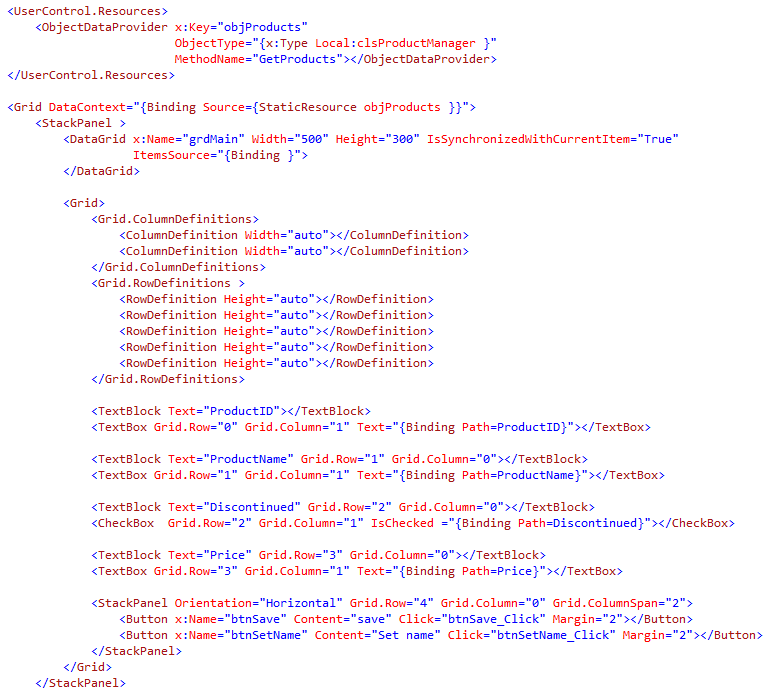 <UserControl.Resources>
    <ObjectDataProvider x:Key="objProducts"
                        ObjectType="{x:Type Local:clsProductManager }"
                        MethodName="GetProducts"></ObjectDataProvider>
</UserControl.Resources>

<Grid DataContext="{Binding Source={StaticResource objProducts }}">
    <StackPanel >
        <DataGrid x:Name="grdMain" Width="500" Height="300" IsSynchronizedWithCurrentItem="True"
                  ItemsSource="{Binding }">
        </DataGrid>

        <Grid>
            <Grid.ColumnDefinitions>
                <ColumnDefinition Width="auto"></ColumnDefinition>
                <ColumnDefinition Width="auto"></ColumnDefinition>
            </Grid.ColumnDefinitions>
            <Grid.RowDefinitions >
                <RowDefinition Height="auto"></RowDefinition>
                <RowDefinition Height="auto"></RowDefinition>
                <RowDefinition Height="auto"></RowDefinition>
                <RowDefinition Height="auto"></RowDefinition>
                <RowDefinition Height="auto"></RowDefinition>
            </Grid.RowDefinitions>

            <TextBlock Text="ProductID"></TextBlock>
            <TextBox Grid.Row="0" Grid.Column="1" Text="{Binding Path=ProductID}"></TextBox>

            <TextBlock Text="ProductName" Grid.Row="1" Grid.Column="0"></TextBlock>
            <TextBox Grid.Row="1" Grid.Column="1" Text="{Binding Path=ProductName}"></TextBox>

            <TextBlock Text="Discontinued" Grid.Row="2" Grid.Column="0"></TextBlock>
            <CheckBox  Grid.Row="2" Grid.Column="1" IsChecked ="{Binding Path=Discontinued}"></CheckBox>

            <TextBlock Text="Price" Grid.Row="3" Grid.Column="0"></TextBlock>
            <TextBox Grid.Row="3" Grid.Column="1" Text="{Binding Path=Price}"></TextBox>

            <StackPanel Orientation="Horizontal" Grid.Row="4" Grid.Column="0" Grid.ColumnSpan="2">
                <Button x:Name="btnSave" Content="save" Click="btnSave_Click" Margin="2"></Button>
                <Button x:Name="btnSetName" Content="Set name" Click="btnSetName_Click" Margin="2"></Button>
            </StackPanel>
        </Grid>
    </StackPanel>